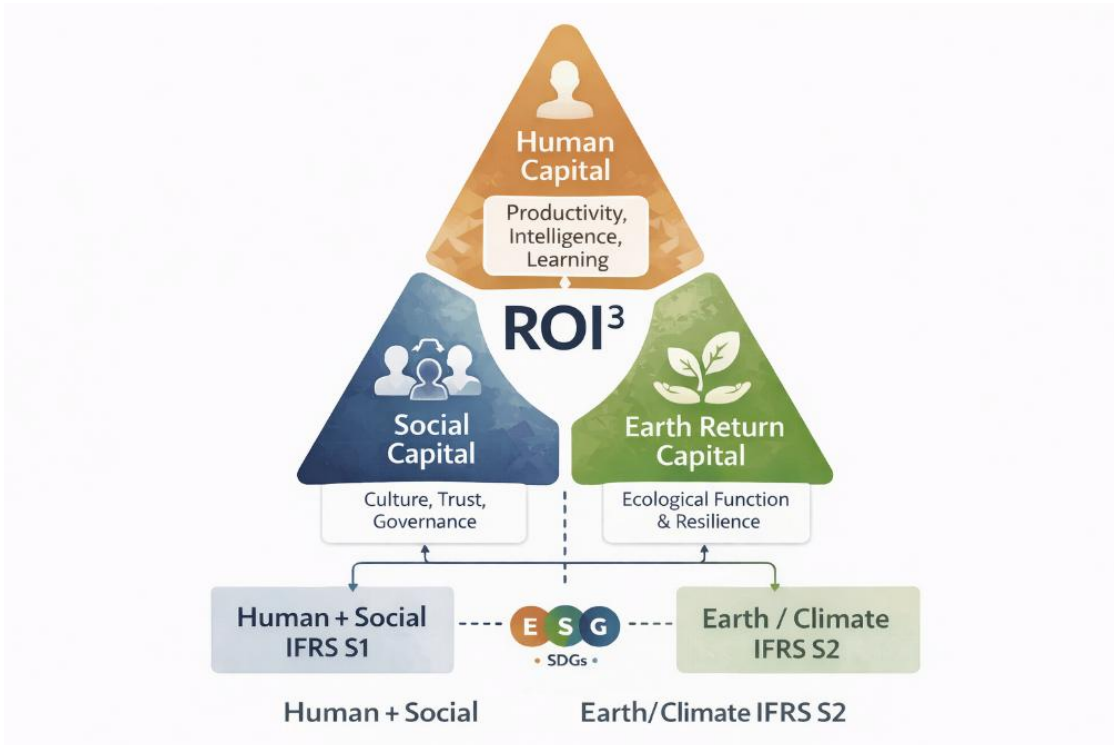 Human
Capital
Productivity,
Intelligence,
Learning
ROI³
Social
Capital
Earth Return
Capital
Culture, Trust,
Governance
Ecological Function
& Resilience
Human + Social
IFRS S1
E S G
• SDGs •
Earth / Climate
IFRS S2
Human + Social
Earth/Climate IFRS S2